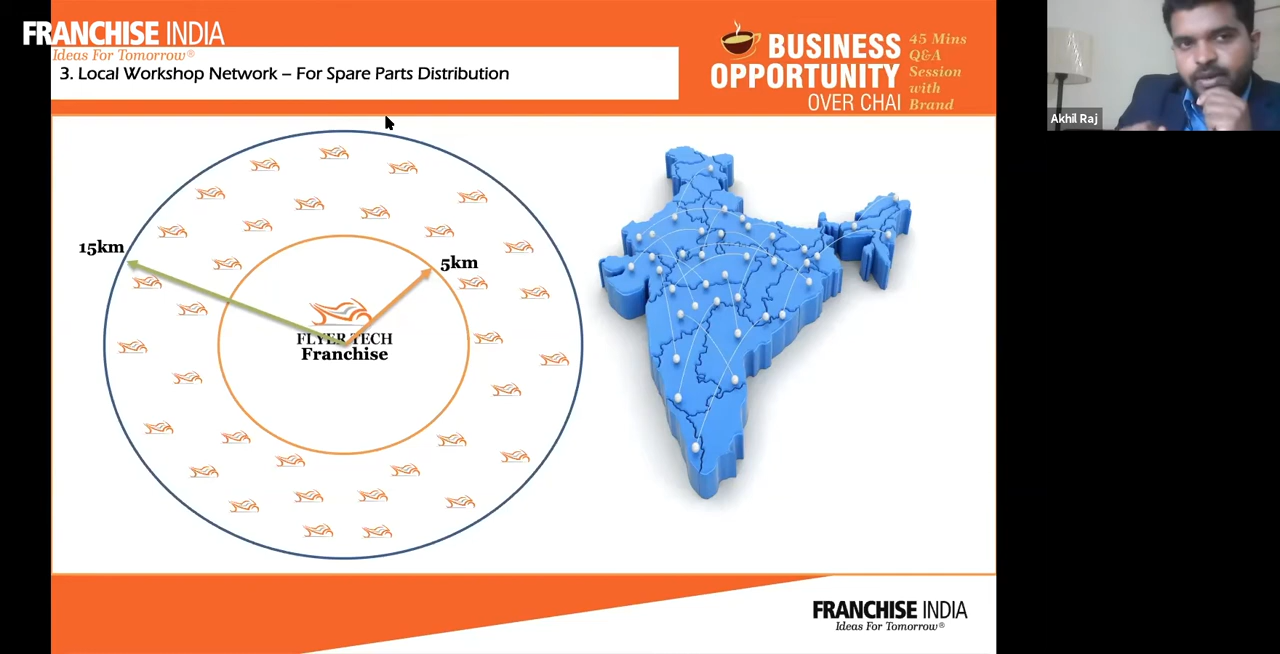 FRANCHISE INDIA
Ideas For Tomorrow®
3. Local Workshop Network – For Spare Parts Distribution
BUSINESS
OPPORTUNITY
OVER CHAI
45 Mins
Q&A
Session
with
Brand
Akhil Raj
15km
5km
FLYER TECH
Franchise
FRANCHISE INDIA
Ideas For Tomorrow®